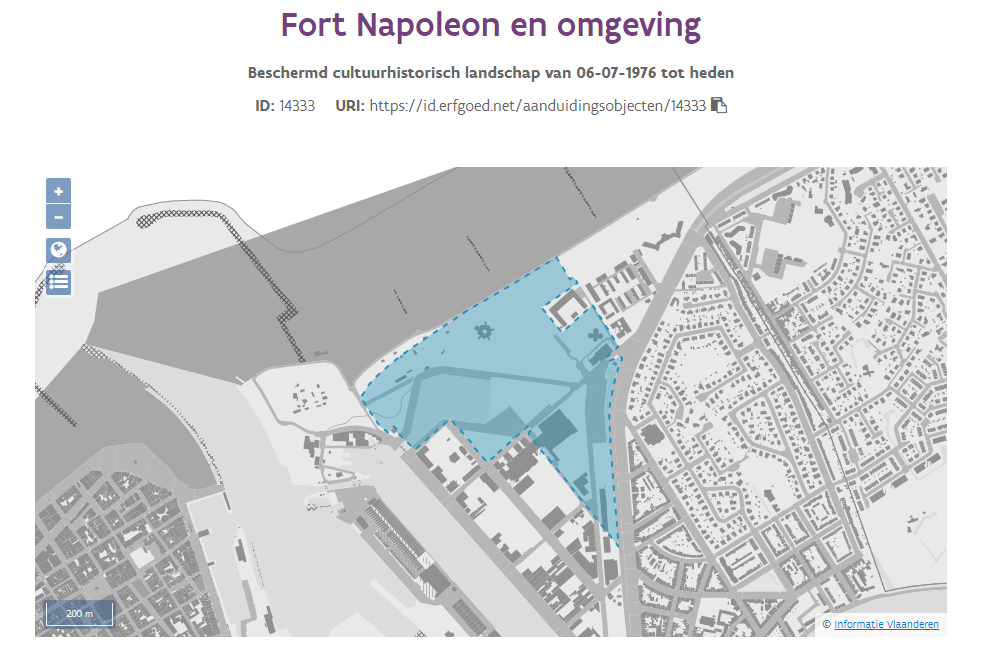 Fort Napoleon en omgeving
Beschermd cultuurhistorisch landschap van 06-07-1976 tot heden
ID: 14333 URI: https://id.erfgoed.net/aanduidingsobjecten/14333
+
−
200 m
© Informatie Vlaanderen